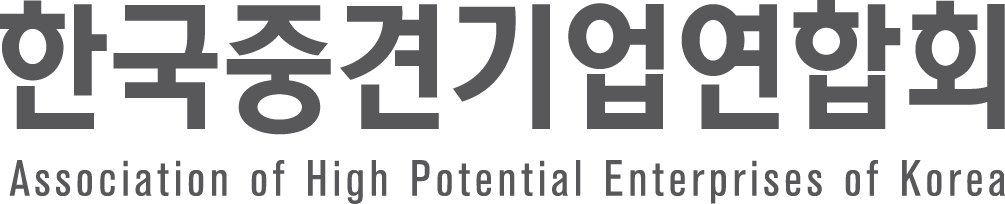 한국중견기업연합회
Association of High Potential Enterprises of Korea